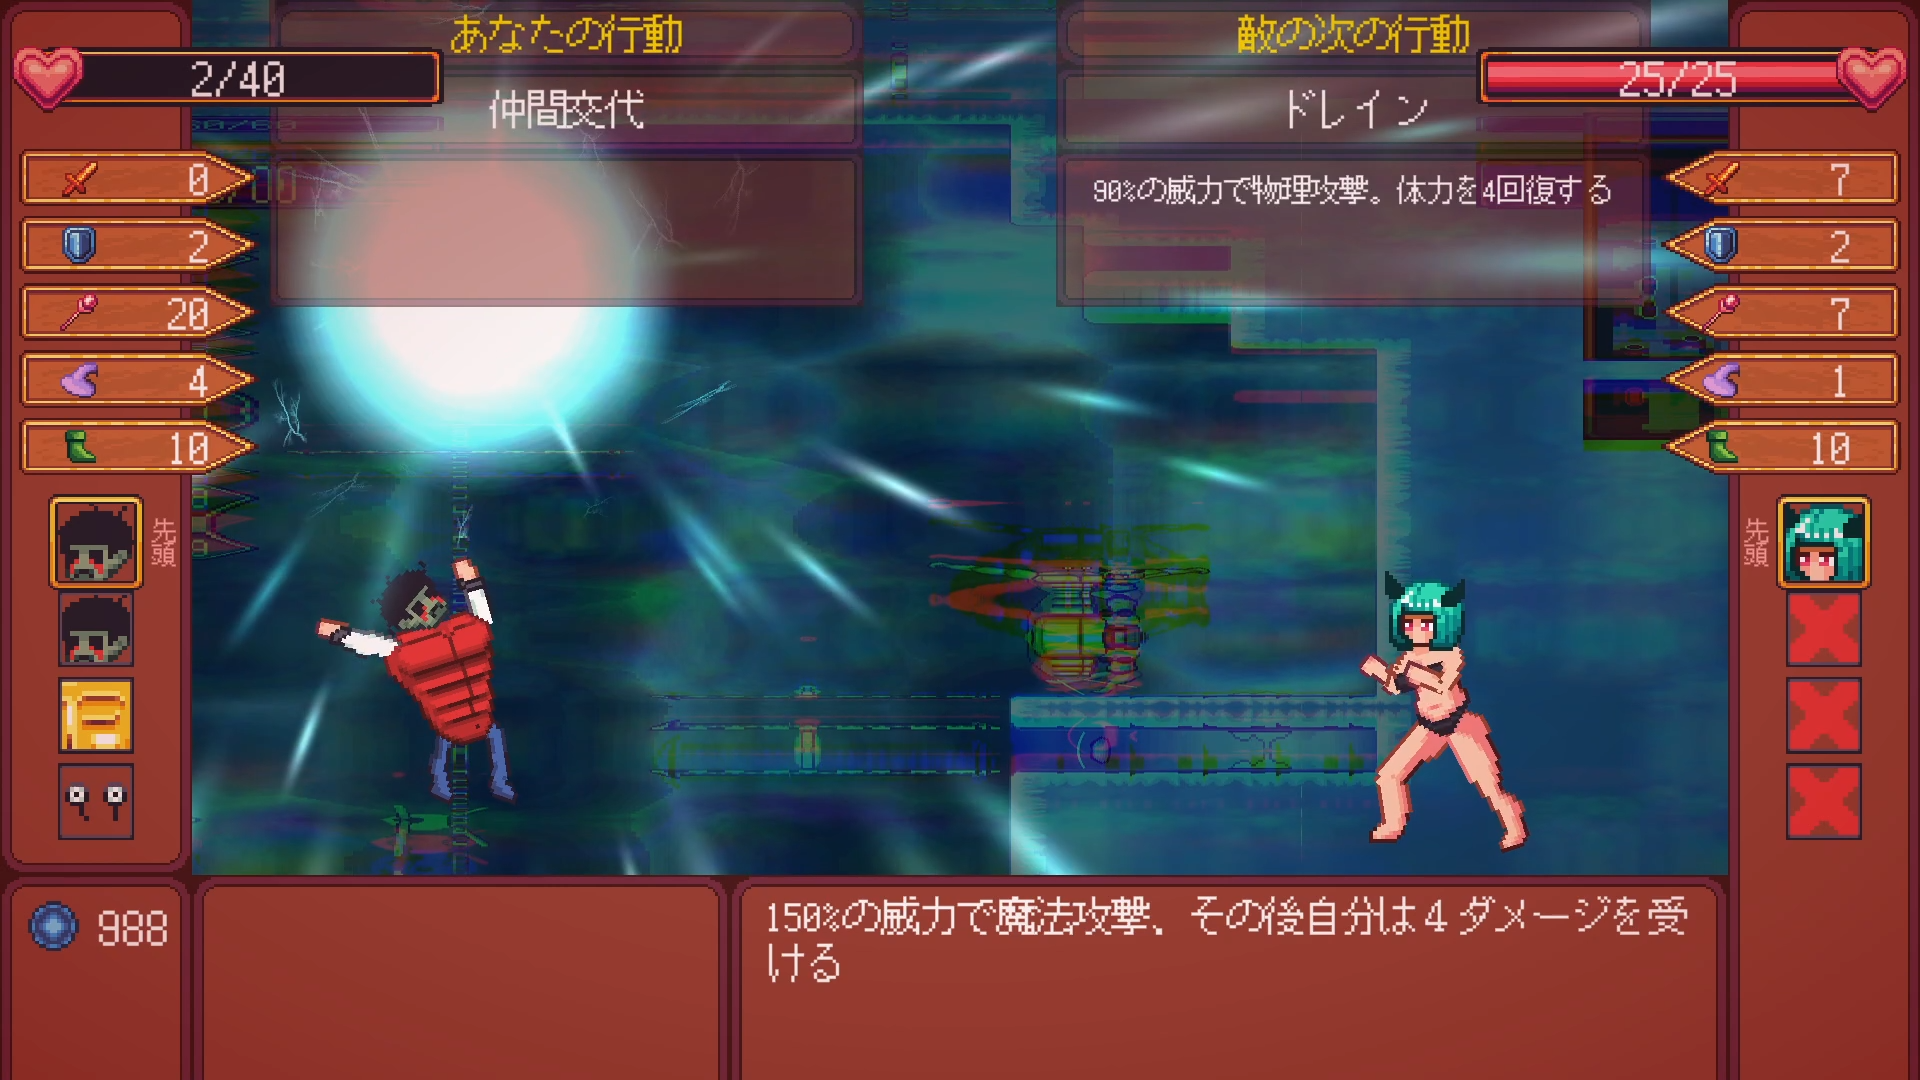 あなたの行動
敵の次の行動
2/40
25/25
仲間交代
ドレイン
90%の威力で物理攻撃。体力を4回復する
0
2
20
4
10
7
2
7
1
10
先頭
先頭
988
150%の威力で魔法攻撃、その後自分は４ダメージを受
ける